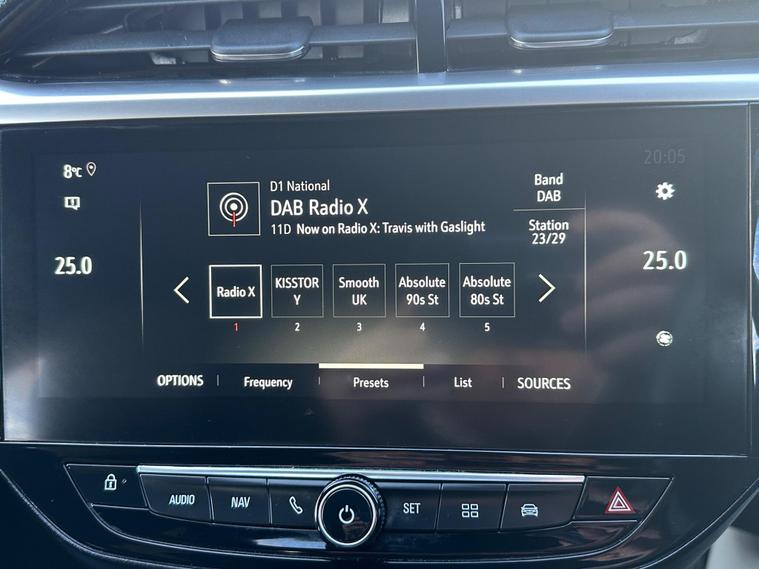 8°C
20:05
D1 National
DAB Radio X
11D Now on Radio X: Travis with Gaslight
Band
DAB
Station
23/29
25.0
25.0
Radio X
KISSTOR
Y
Smooth
UK
Absolute
90s St
Absolute
80s St
1
2
3
4
5
OPTIONS
Frequency
Presets
List
SOURCES
AUDIO
NAV
SET